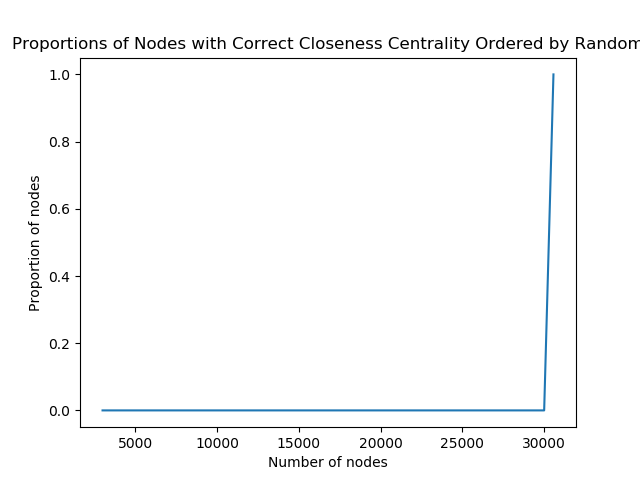 Proportions of Nodes with Correct Closeness Centrality Ordered by Random
1.0
0.8
0.6
0.4
0.2
0.0
Proportion of nodes
5000 10000 15000 20000 25000 30000
Number of nodes